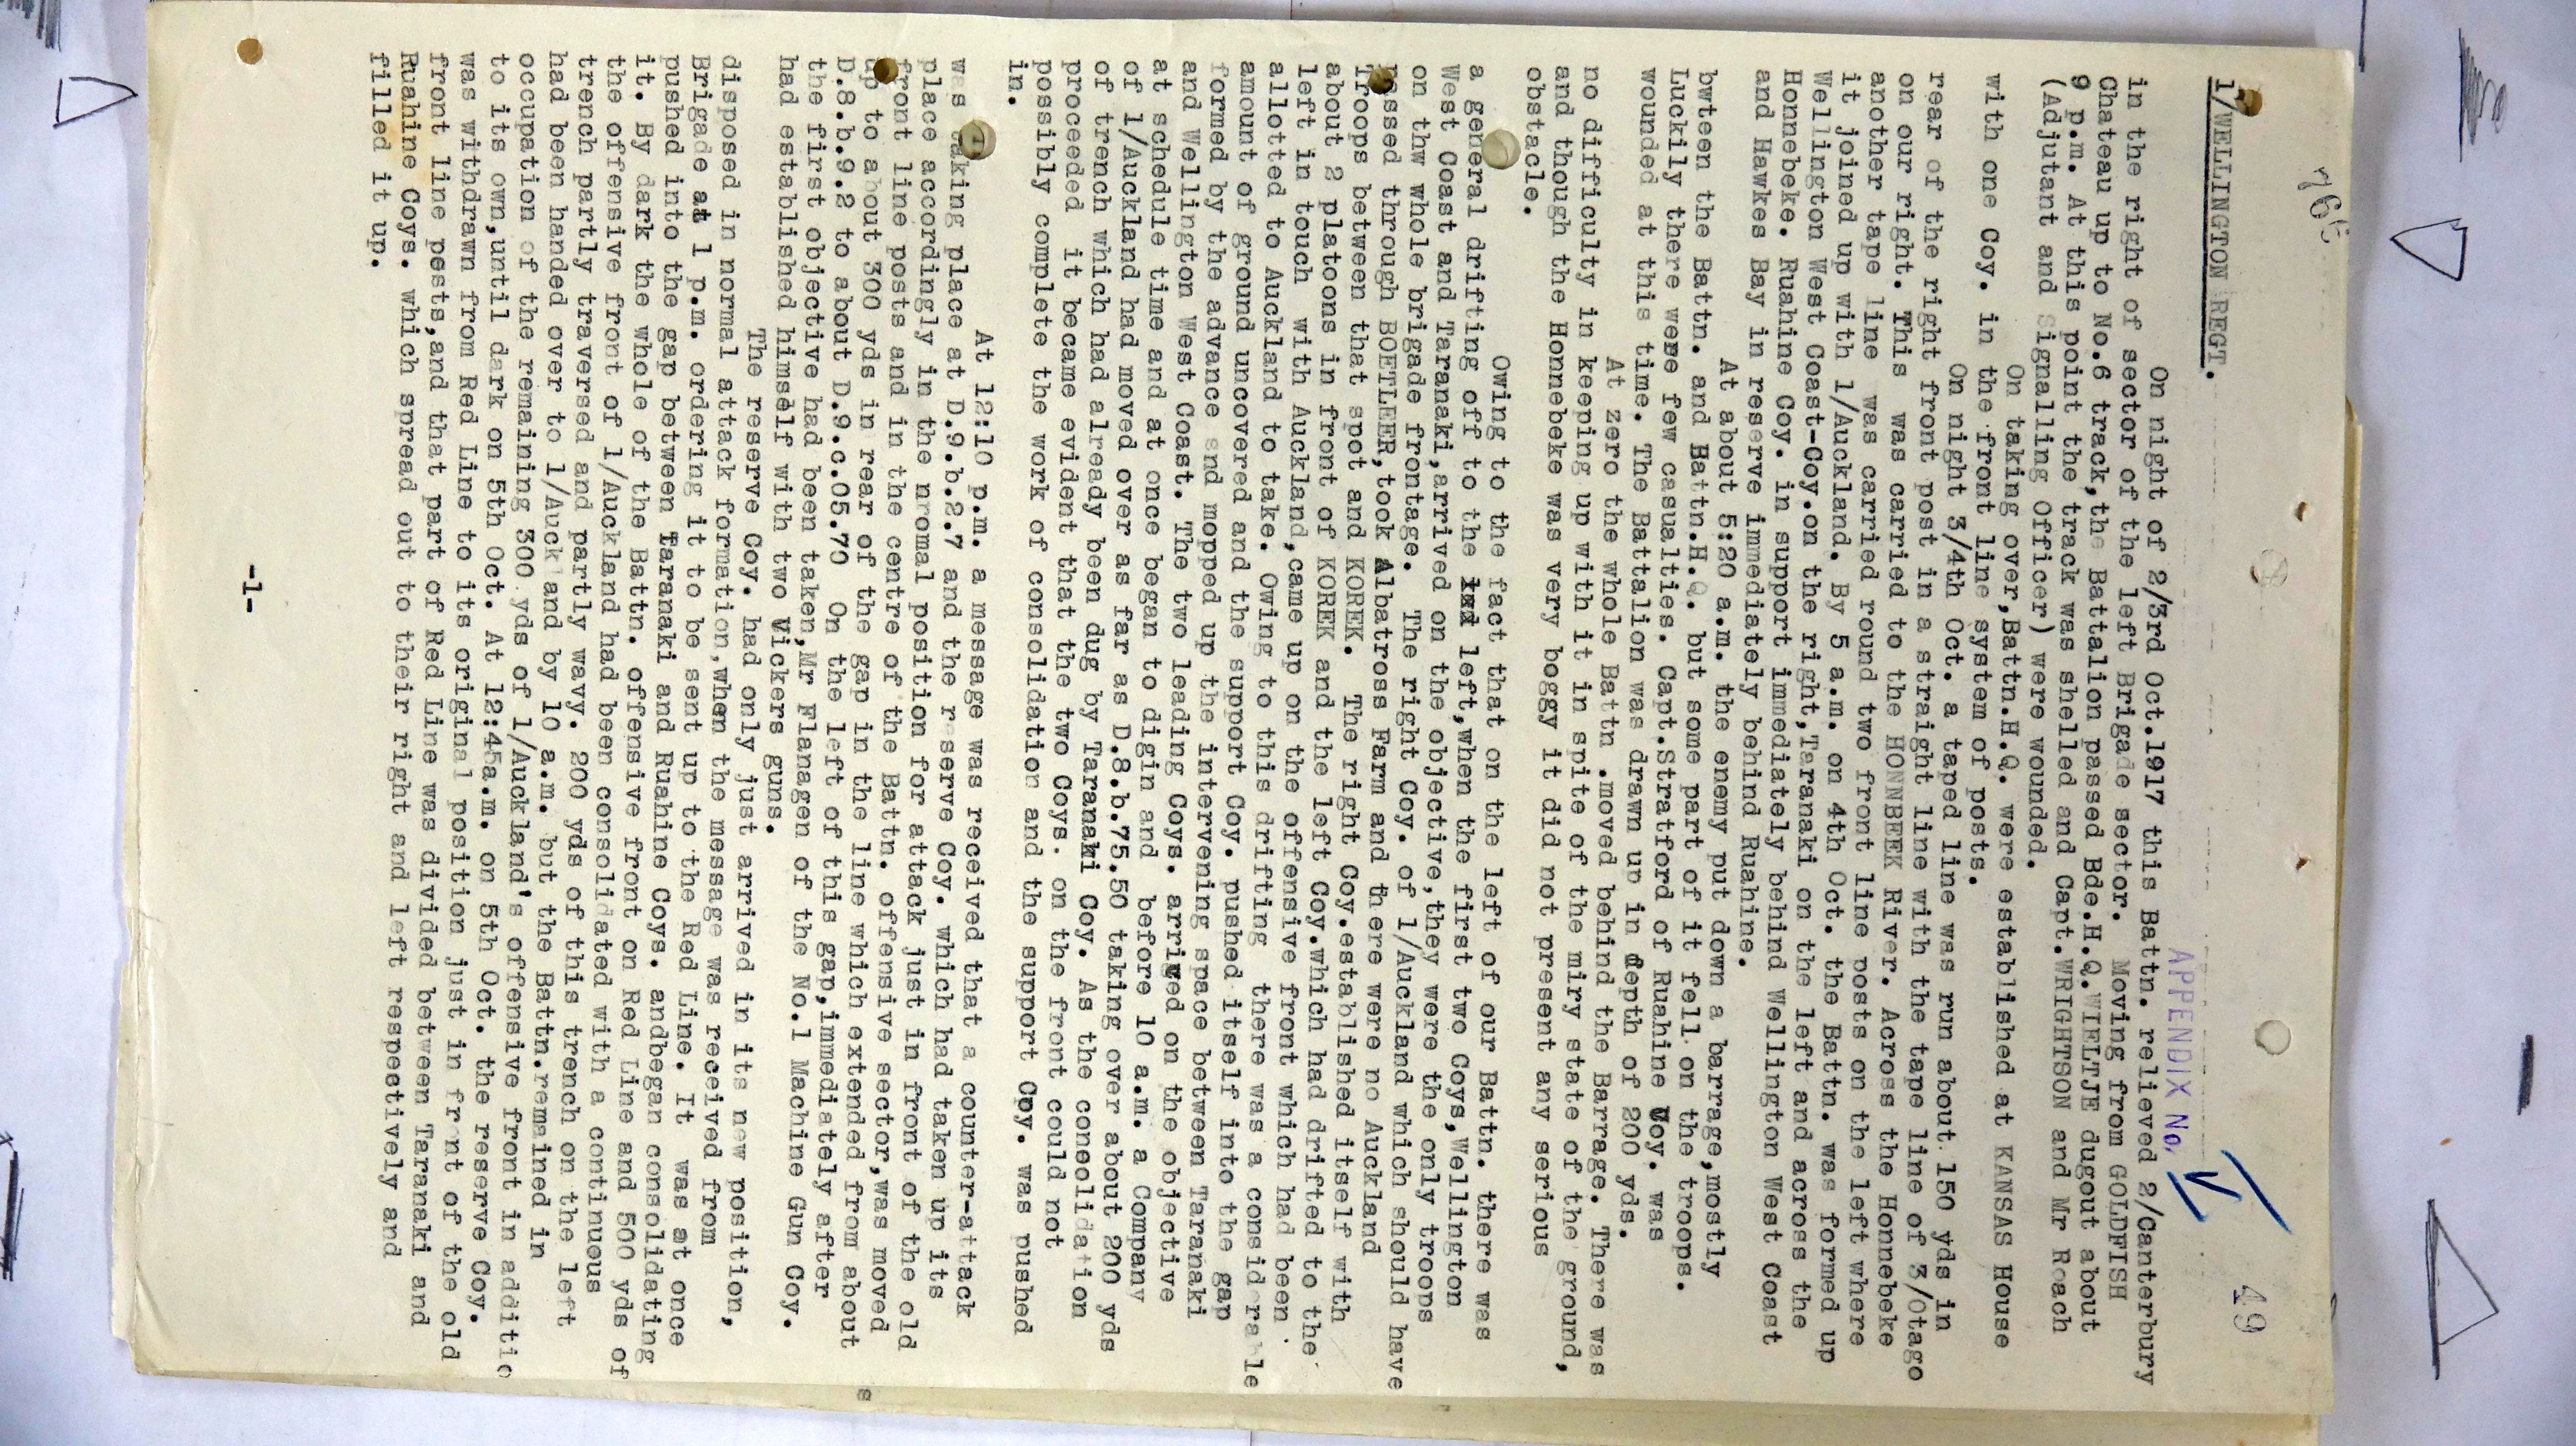 765
49
APPENDIX No. V
1/WELLINGTON REGT.
On night of 2/3rd Oct.1917 this Battn. relieved 2/Canterbury
in the right of sector of the left Brigade sector. Moving from GOLDFISH
Chateau up to No.6 track,the Battalion passed Bde.H.Q.WIELTJE dugout about
9 p.m. At this point the track was shelled and Capt.WRIGHTSON and Mr Roach
(Adjutant and Signalling Officer) were wounded.
On taking over,Battn.H.Q. were established at KANSAS House
with one Coy. in the front line system of posts.
On night 3/4th Oct. a taped line was run about 150 yds in
rear of the right front post in a straight line with the tape line of 3/Otago
on our right. This was carried to the HONNBEEK River. Across the Honnebeke
another tape line was carried round two front line posts on the left where
it joined up with 1/Auckland. By 5 a.m. on 4th Oct. the Battn. was formed up
Wellington West Coast-Coy.on the right,Taranaki on the left and across the
Honnebeke. Ruahine Coy. in support immediately behind Wellington West Coast
and Hawkes Bay in reserve immediately behind Ruahine.
At about 5:20 a.m. the enemy put down a barrage,mostly
bwteen the Battn. and Battn.H.Q. but some part of it fell on the troops.
Luckily there were few casualties. Capt.Stratford of Ruahine Coy. was
wounded at this time. The Battalion was drawn up in depth of 200 yds.
At zero the whole Battn .moved behind the Barrage. There was
no difficulty in keeping up with it in spite of the miry state of the ground,
and though the Honnebeke was very boggy it did not present any serious
obstacle.
Owing to the fact that on the left of our Battn. there was
a general drifting off to the left,when the first two Coys,Wellington
West Coast and Taranaki,arrived on the objective,they were the only troops
on thw whole brigade frontage. The right Coy. of 1/Auckland which should have
passed through BOETLEER,took Albatross Farm and there were no Auckland
Troops between that spot and KOREK. The right Coy.established itself with
about 2 platoons in front of KOREK and the left Coy.which had drifted to the
left in touch with Auckland,came up on the offensive front which had been
allotted to Auckland to take. Owing to this drifting there was a considerable
amount of ground uncovered and the support Coy. pushed itself into the gap
formed by the advance and mopped up the intervening space between Taranaki
and Wellington West Coast. The two leading Coys. arrived on the objective
at schedule time and at once began to digin and before 10 a.m. a Company
of 1/Auckland had moved over as far as D.8.b.75.50 taking over about 200 yds
of trench which had already been dug by Taranaki Coy. As the consolidation
proceeded it became evident that the two Coys. on the front could not
possibly complete the work of consolidation and the support Coy. was pushed
in.
At 12:10 p.m. a message was received that a counter-attack
was taking place at D.9.b.2.7 and the reserve Coy. which had taken up its
place accordingly in the nromal position for attack just in front of the old
front line posts and in the centre of the Battn. offensive sector,was moved
up to about 300 yds in rear of the gap in the line which extended from about
D.8.b.9.2 to about D.9.c.05.70 On the left of this gap,immediately after
the first objective had been taken,Mr Flanagen of the No.1 Machine Gun Coy.
had established himself with two Vickers guns.
The reserve Coy. had only just arrived in its new position,
disposed in normal attack formation,when the message was received from
Brigade at 1 p.m. ordering it to be sent up to the Red Line. It was at once
pushed into the gap between Taranaki and Ruahine Coys. andbegan consolidating
it. By dark the whole of the Battn. offensive front on Red Line and 500 yds of
the offensive front of 1/Auckland had been consolidated with a continuous
trench partly traversed and partly wavy. 200 yds of this trench on the left
had been handed over to 1/Auckland by 10 a.m. but the Battn.remained in
occupation of the remaining 300 yds of 1/Auckland's offensive front in additio
to its own,until dark on 5th Oct. At 12:45a.m. on 5th Oct. the reserve Coy.
was withdrawn from Red Line to its original position just in front of the old
front line posts,and that part of Red Line was divided between Taranaki and
Ruahine Coys. which spread out to their right and left respectively and
filled it up.
-1-